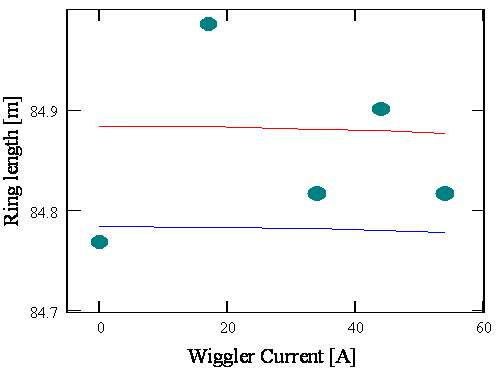 Ring length [m]
84.9
84.8
84.7
0 20 40 60
Wiggler Current [A]